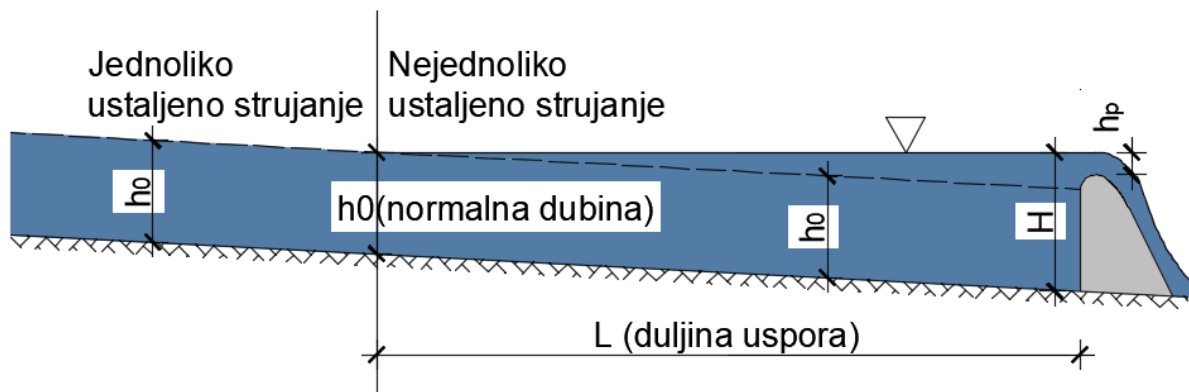 Jednoliko
ustaljeno strujanje
Nejednoliko
ustaljeno strujanje
hp
h0
h0(normalna dubina)
h0
H
L (duljina uspora)